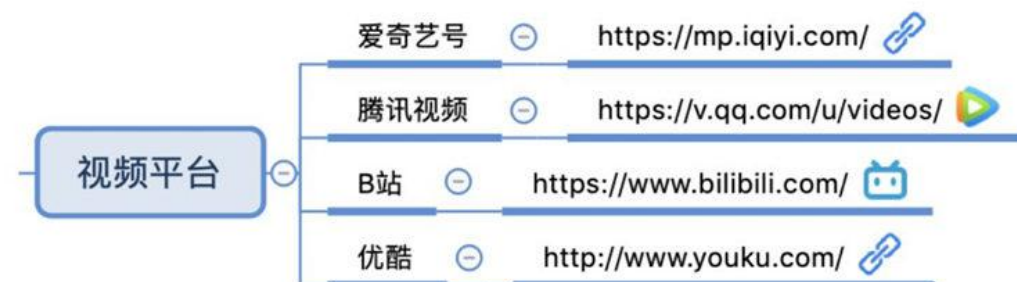 爱奇艺号 https://mp.iqiyi.com/
腾讯视频 https://v.qq.com/u/videos/
视频平台
B站 https://www.bilibili.com/
优酷 http://www.youku.com/